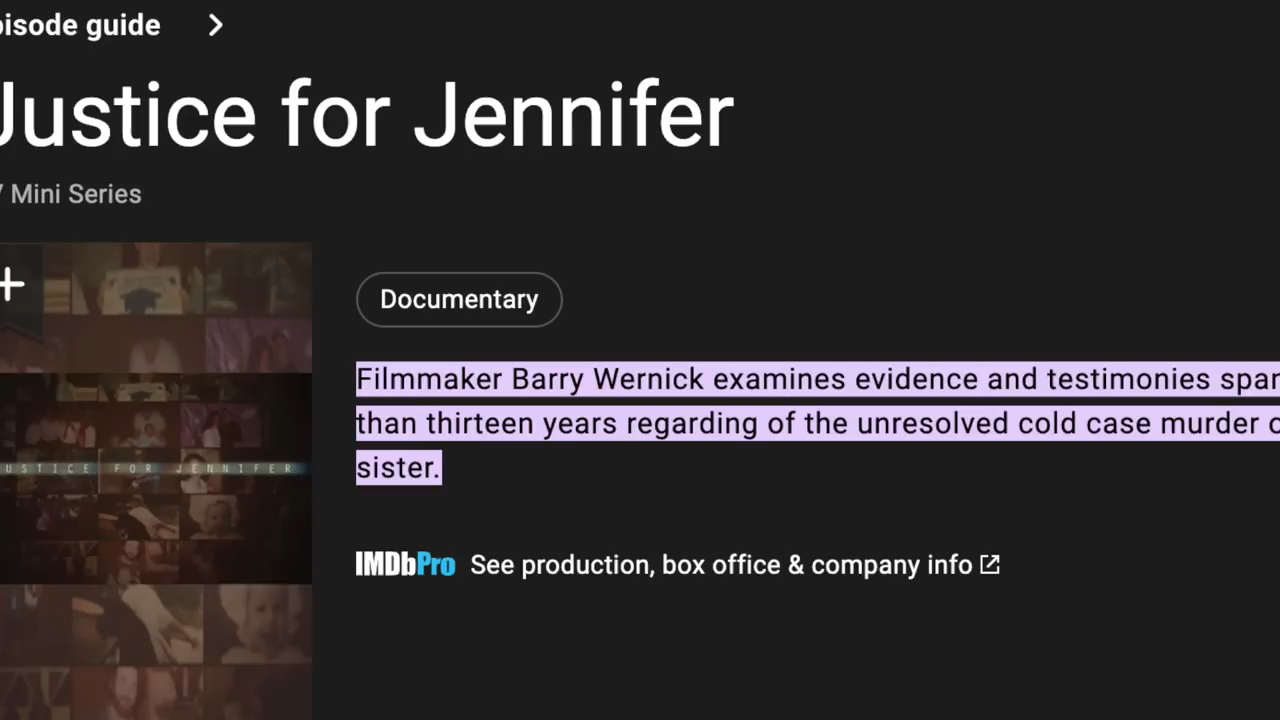 isode guide
Justice for Jennifer
Mini Series
Documentary
Filmmaker Barry Wernick examines evidence and testimonies
than thirteen years regarding of the unresolved cold case murder
sister.
JUSTICE FOR JENNIFER
IMDbPro See production, box office & company info